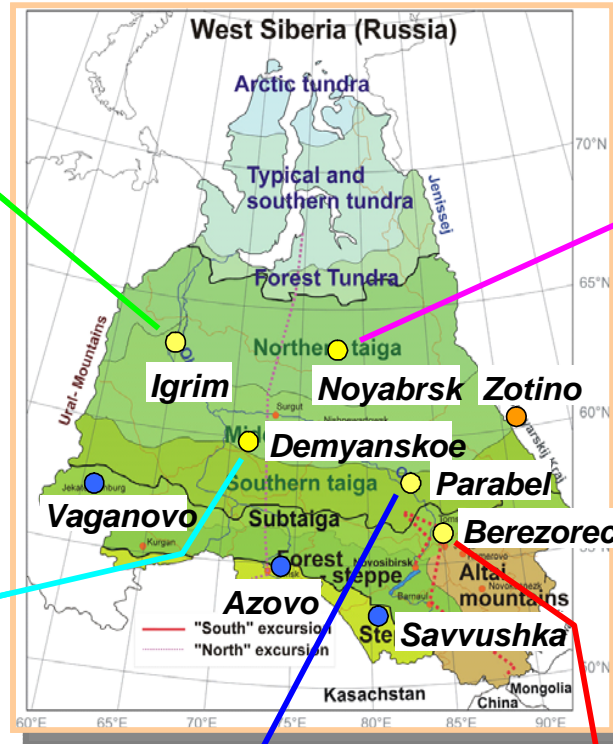 West Siberia (Russia)
Arctic tundra
70°N
Typical and
southern tundra
Jenissej
Forest Tundra
65°N
Ural- Mountains
Northern taiga
Igrim
Noyabrsk
Zotino
Surgut
60°N
Demyanskoe
Southern taiga
Parabel
Vaganovo
Subtaiga
Berezorec
Kurgan.
Forest
steppe
Novosibirsk
Altai
mountains
Azovo
Barnaul
Savvushka
"South" excursion
"North" excursion
50°N
Kasachstan
Mongolia
China
60°E
70°E
75°E
80°E
85°E
90°E